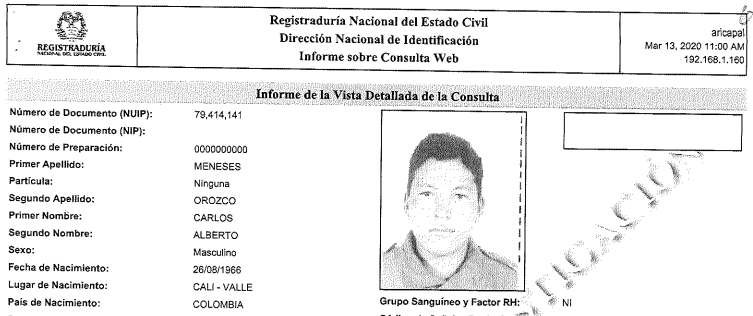 REGISTRADURÍA
NACIONAL DEL ESTADO CIVIL
Registraduría Nacional del Estado Civil
Dirección Nacional de Identificación
Informe sobre Consulta Web
aricapal
Mar 13, 2020 11:00 AM
192.168.1.160
Informe de la Vista Detallada de la Consulta
Número de Documento (NUIP): 79,414,141
Número de Documento (NIP):
Número de Preparación: 0000000000
Primer Apellido: MENESES
Partícula: Ninguna
Segundo Apellido: OROZCO
Primer Nombre: CARLOS
Segundo Nombre: ALBERTO
Sexo: Masculino
Fecha de Nacimiento: 26/08/1966
Lugar de Nacimiento: CALI - VALLE
País de Nacimiento: COLOMBIA
Grupo Sanguíneo y Factor RH: NI